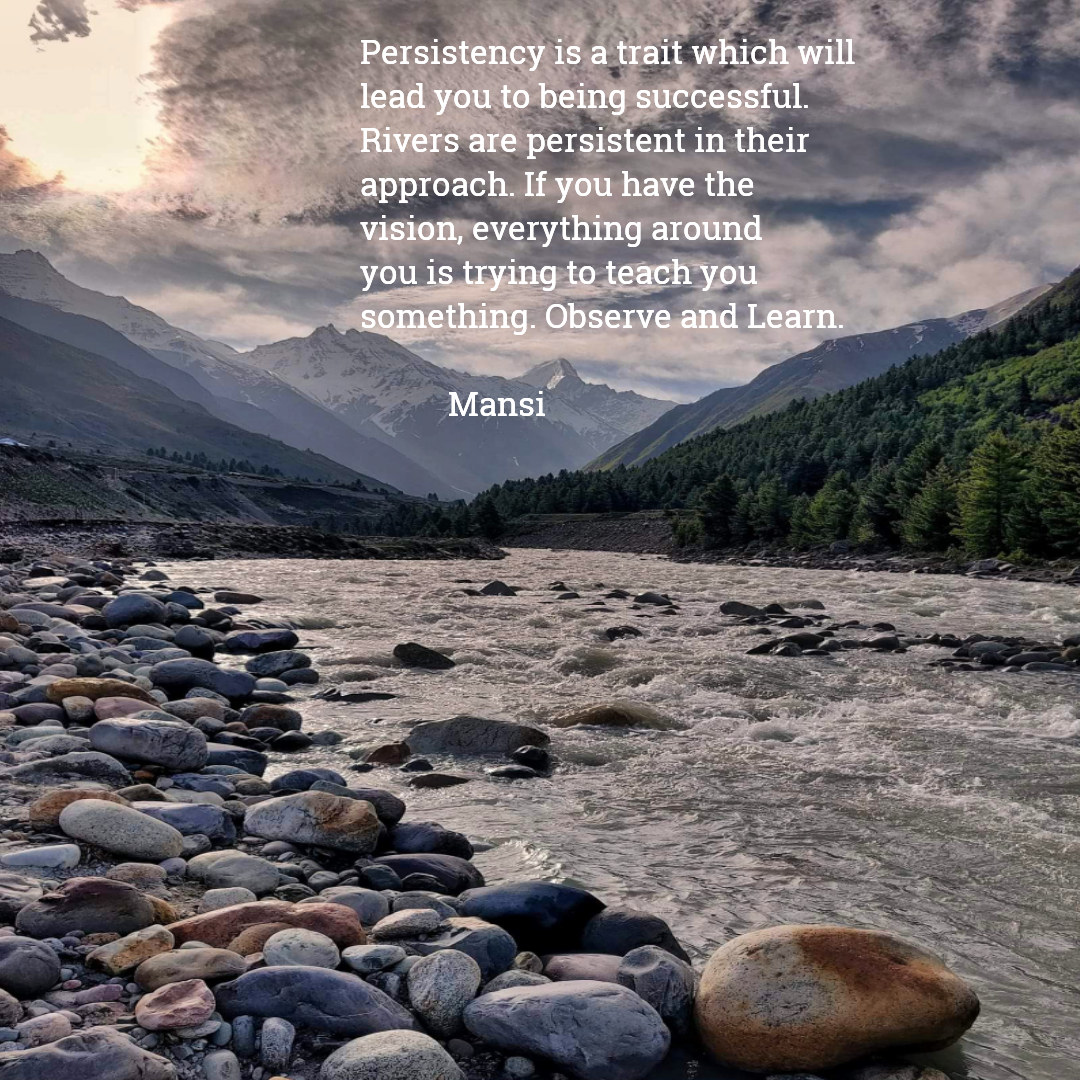 Persistency is a trait which will
lead you to being successful.
Rivers are persistent in their
approach. If you have the
vision, everything around
you is trying to teach you
something. Observe and Learn.
Mansi